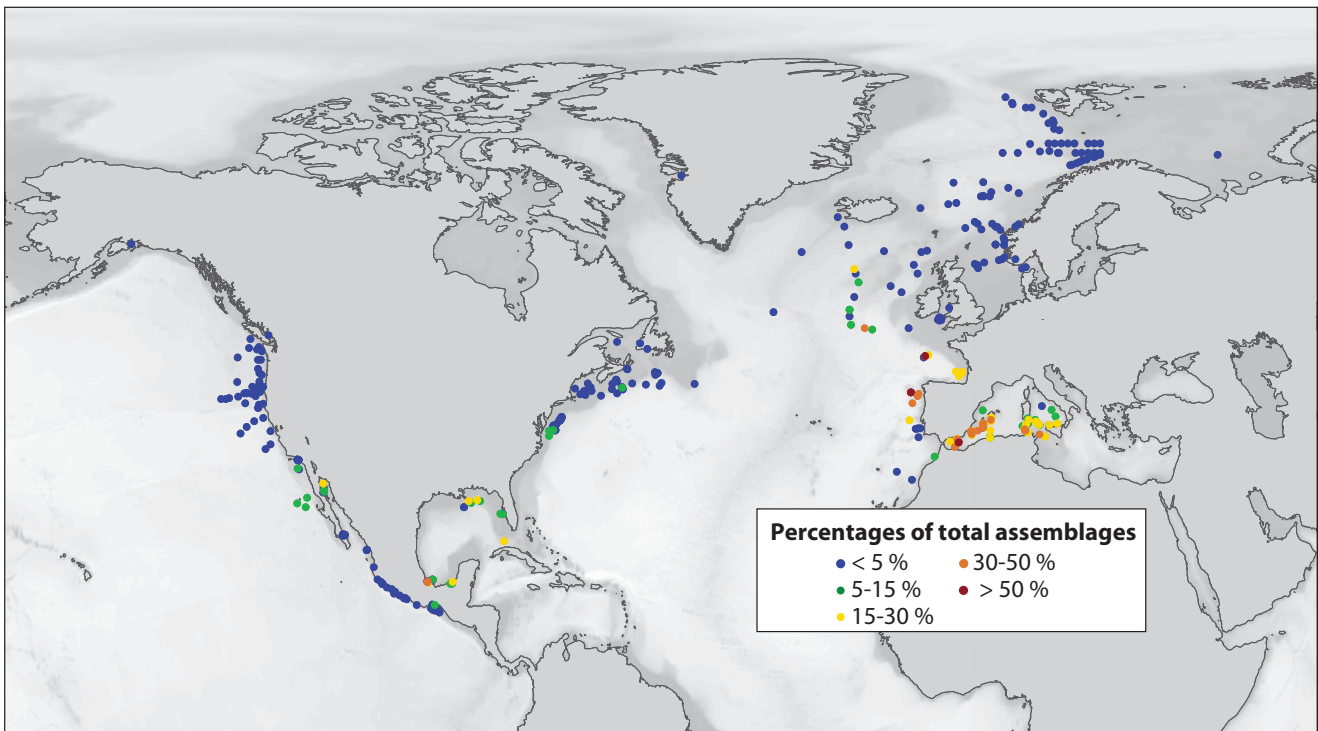 Percentages of total assemblages
< 5 % 30-50 %
5-15 % > 50 %
15-30 %